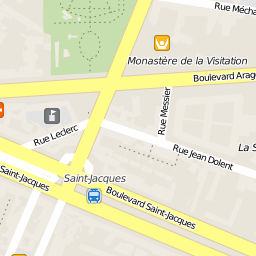 Rue Mécha
Monastère de la Visitation
Boulevard Arago
Rue Messier
Rue Leclerc
Rue Jean Dolent
La S
Saint-Jacques
Saint-Jacques
Boulevard Saint-Jacques